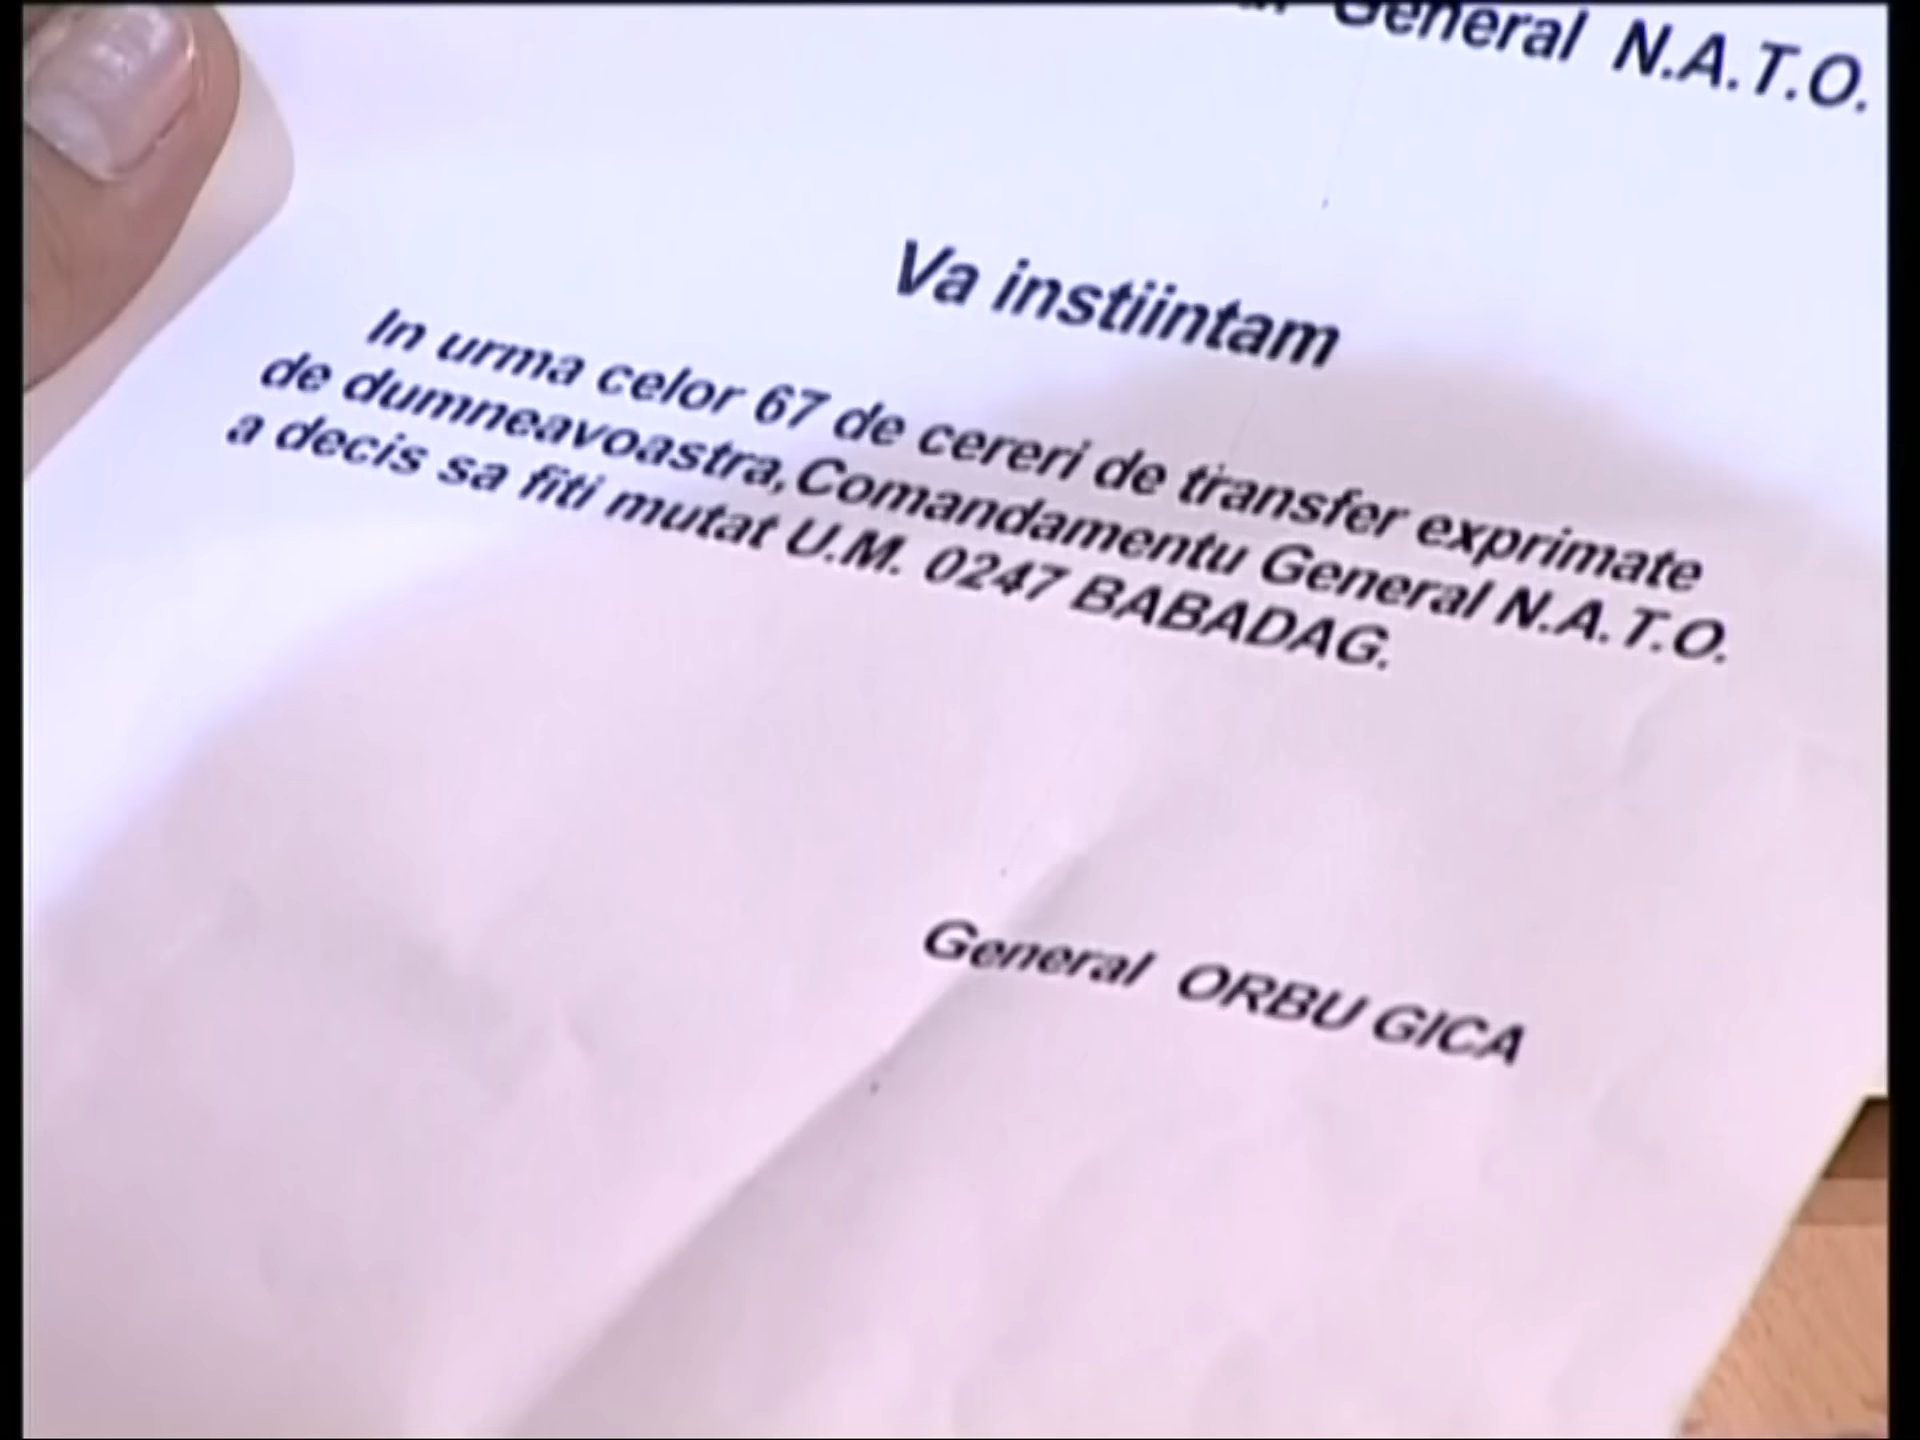 General N.A.T.O.
Va instiintam
In urma celor 67 de cereri de transfer exprimate
de dumneavoastra,Comandamentu General N.A.T.O.
a decis sa fiti mutat U.M. 0247 BABADAG.
General ORBU GICA